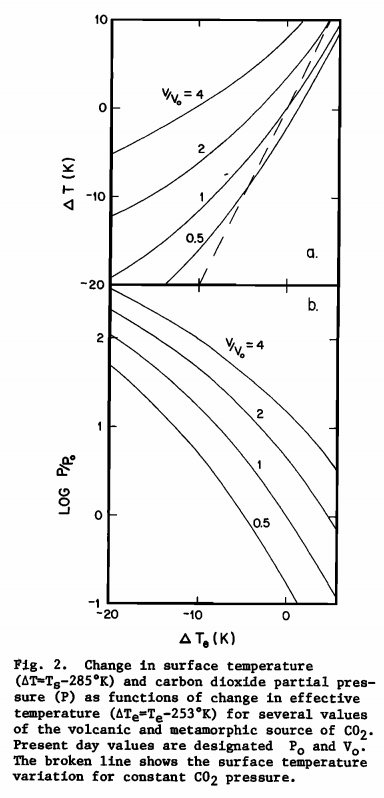 10
V/V₀ = 4
0
2
ΔT (K)
-10
1
0.5
a.
-20
b.
2
V/V₀ = 4
2
1
LOG P/P₀
1
0
0.5
-1
-20
-10
0
ΔTₑ(K)
Fig. 2. Change in surface temperature
(ΔT=Tₛ-285°K) and carbon dioxide partial pres-
sure (P) as functions of change in effective
temperature (ΔTₑ=Tₑ-253°K) for several values
of the volcanic and metamorphic source of CO₂.
Present day values are designated P₀ and V₀.
The broken line shows the surface temperature
variation for constant CO₂ pressure.